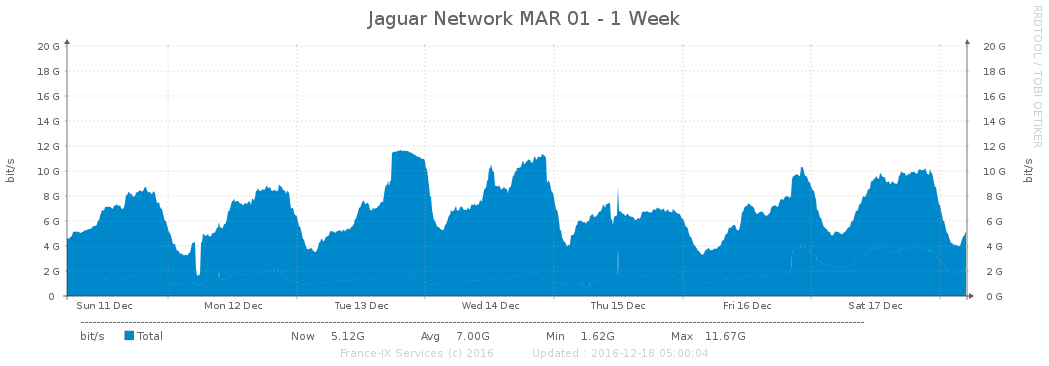 Jaguar Network MAR 01 - 1 Week
RRDTOOL / TOBI OETIKER
bit/s
20 G 20 G
18 G 18 G
16 G 16 G
14 G 14 G
12 G 12 G
10 G 10 G
8 G 8 G
6 G 6 G
4 G 4 G
2 G 2 G
0 0 G
bit/s
Sun 11 Dec Mon 12 Dec Tue 13 Dec Wed 14 Dec Thu 15 Dec Fri 16 Dec Sat 17 Dec
bit/s Total Now 5.12G Avg 7.00G Min 1.62G Max 11.67G
France-IX Services (c) 2016 Updated : 2016-12-18 05:00:04